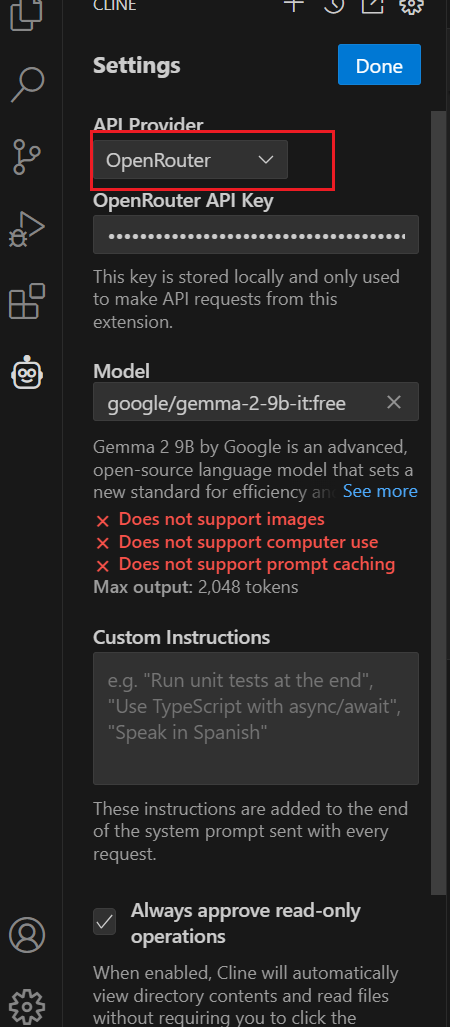 CLINE
Settings
Done
API Provider
OpenRouter
OpenRouter API Key
••••••••••••••••••••••••••••••••••••••
This key is stored locally and only used
to make API requests from this
extension.
Model
google/gemma-2-9b-it:free
Gemma 2 9B by Google is an advanced,
open-source language model that sets a
new standard for efficiency and See more
Does not support images
Does not support computer use
Does not support prompt caching
Max output: 2,048 tokens
Custom Instructions
e.g. "Run unit tests at the end",
"Use TypeScript with async/await",
"Speak in Spanish"
These instructions are added to the end
of the system prompt sent with every
request.
Always approve read-only
operations
When enabled, Cline will automatically
view directory contents and read files
without requiring you to click the